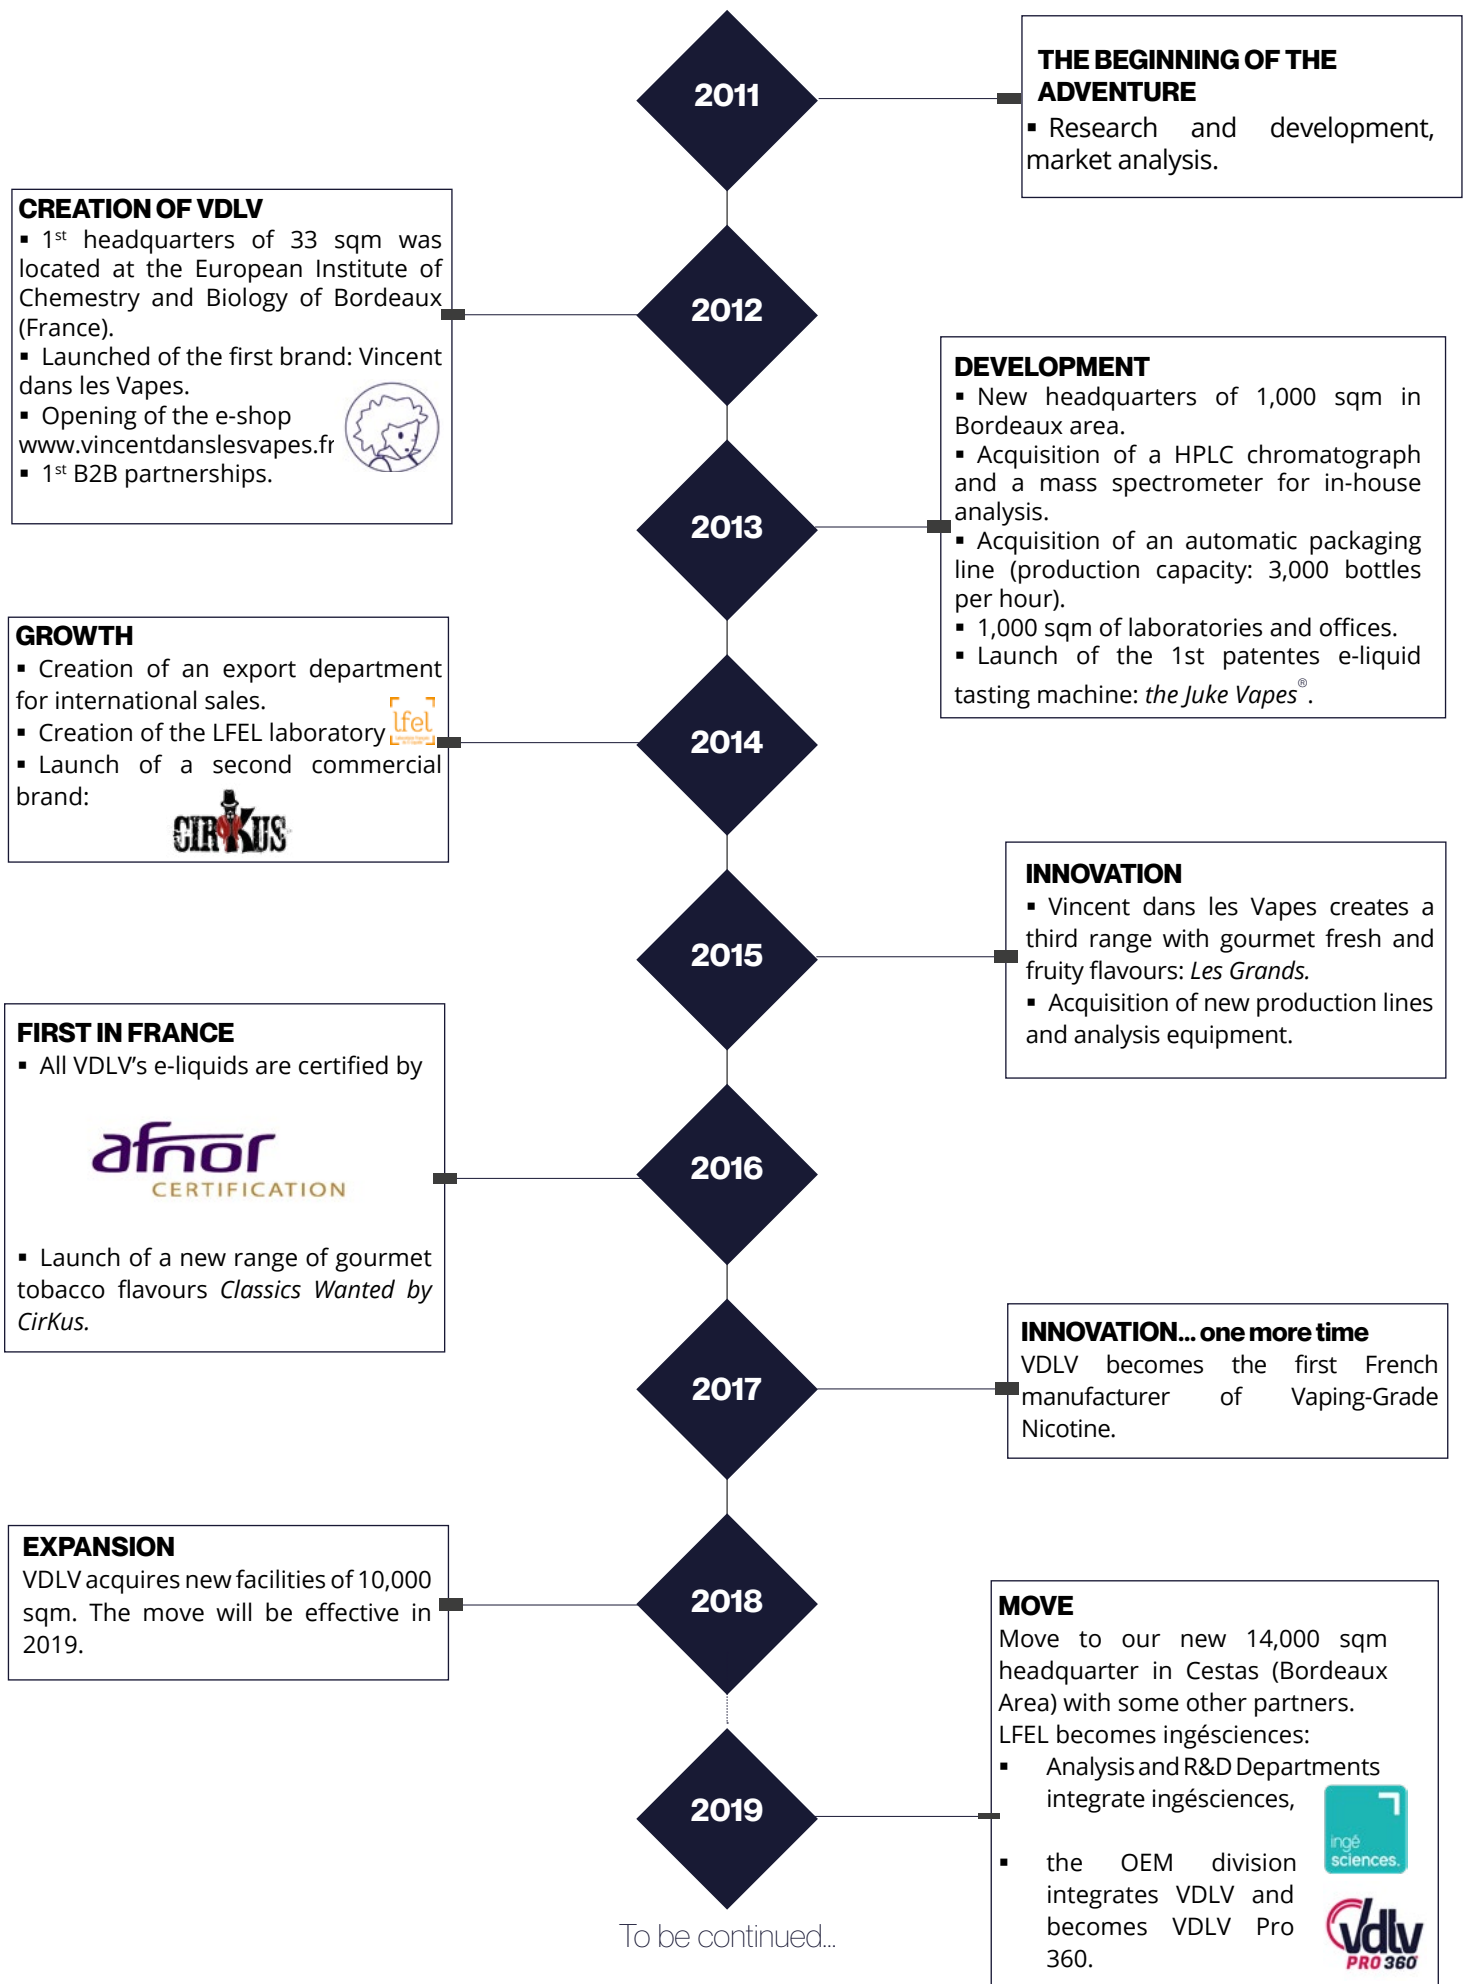 2011
THE BEGINNING OF THE
ADVENTURE
▪ Research and development,
market analysis.
CREATION OF VDLV
▪ 1st headquarters of 33 sqm was
located at the European Institute of
Chemestry and Biology of Bordeaux
(France).
▪ Launched of the first brand: Vincent
dans les Vapes.
▪ Opening of the e-shop
www.vincentdanslesvapes.fr
▪ 1st B2B partnerships.
2012
DEVELOPMENT
▪ New headquarters of 1,000 sqm in
Bordeaux area.
▪ Acquisition of a HPLC chromatograph
and a mass spectrometer for in-house
analysis.
▪ Acquisition of an automatic packaging
line (production capacity: 3,000 bottles
per hour).
▪ 1,000 sqm of laboratories and offices.
▪ Launch of the 1st patentes e-liquid
tasting machine: the Juke Vapes®.
2013
GROWTH
▪ Creation of an export department
for international sales.
▪ Creation of the LFEL laboratory
lfel
▪ Launch of a second commercial
brand:
CIRKUS
2014
INNOVATION
▪ Vincent dans les Vapes creates a
third range with gourmet fresh and
fruity flavours: Les Grands.
▪ Acquisition of new production lines
and analysis equipment.
2015
FIRST IN FRANCE
▪ All VDLV's e-liquids are certified by
afnor
CERTIFICATION
▪ Launch of a new range of gourmet
tobacco flavours Classics Wanted by
CirKus.
2016
INNOVATION... one more time
VDLV becomes the first French
manufacturer of Vaping-Grade
Nicotine.
2017
EXPANSION
VDLV acquires new facilities of 10,000
sqm. The move will be effective in
2019.
2018
MOVE
Move to our new 14,000 sqm
headquarter in Cestas (Bordeaux
Area) with some other partners.
LFEL becomes ingésciences:
▪ Analysis and R&D Departments
integrate ingésciences,
ingé
sciences.
▪ the OEM division
integrates VDLV and
becomes VDLV Pro
360.
Vdlv
PRO 360
2019
To be continued...